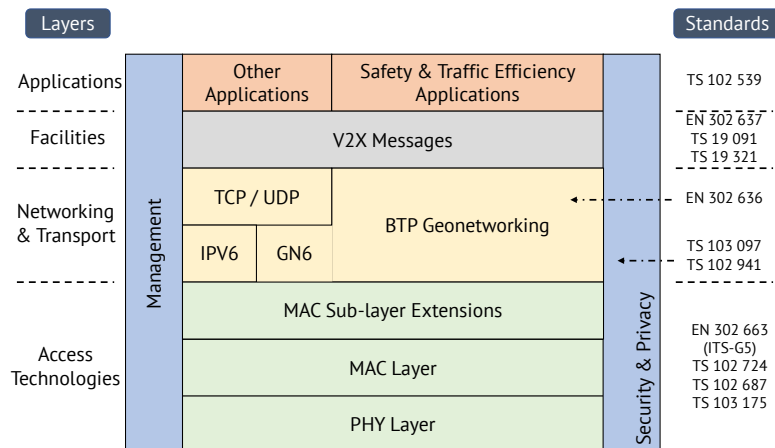 Layers
Standards
Applications
Other
Applications
Safety & Traffic Efficiency
Applications
TS 102 539
Facilities
V2X Messages
EN 302 637
TS 19 091
TS 19 321
Networking
& Transport
Management
TCP / UDP
IPV6
GN6
BTP Geonetworking
EN 302 636
TS 103 097
TS 102 941
Security & Privacy
Access
Technologies
MAC Sub-layer Extensions
MAC Layer
PHY Layer
EN 302 663
(ITS-G5)
TS 102 724
TS 102 687
TS 103 175